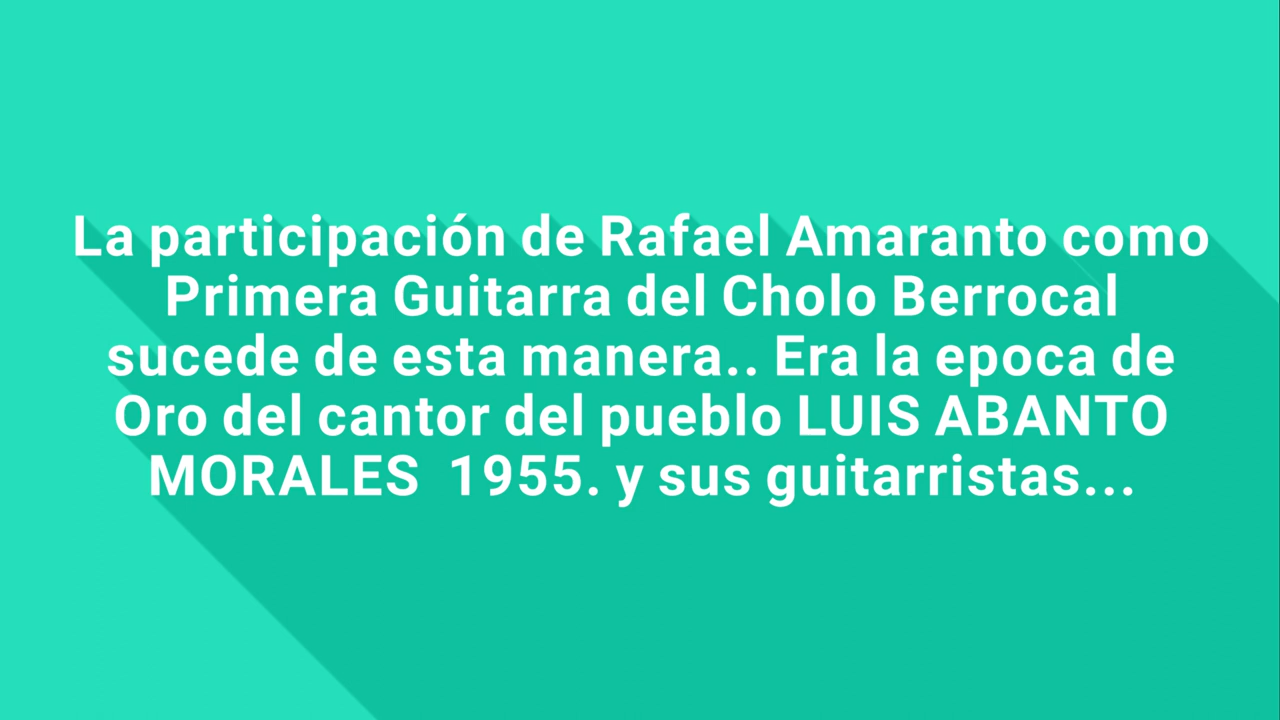 La participación de Rafael Amaranto como
Primera Guitarra del Cholo Berrocal
sucede de esta manera.. Era la epoca de
Oro del cantor del pueblo LUIS ABANTO
MORALES  1955. y sus guitarristas...